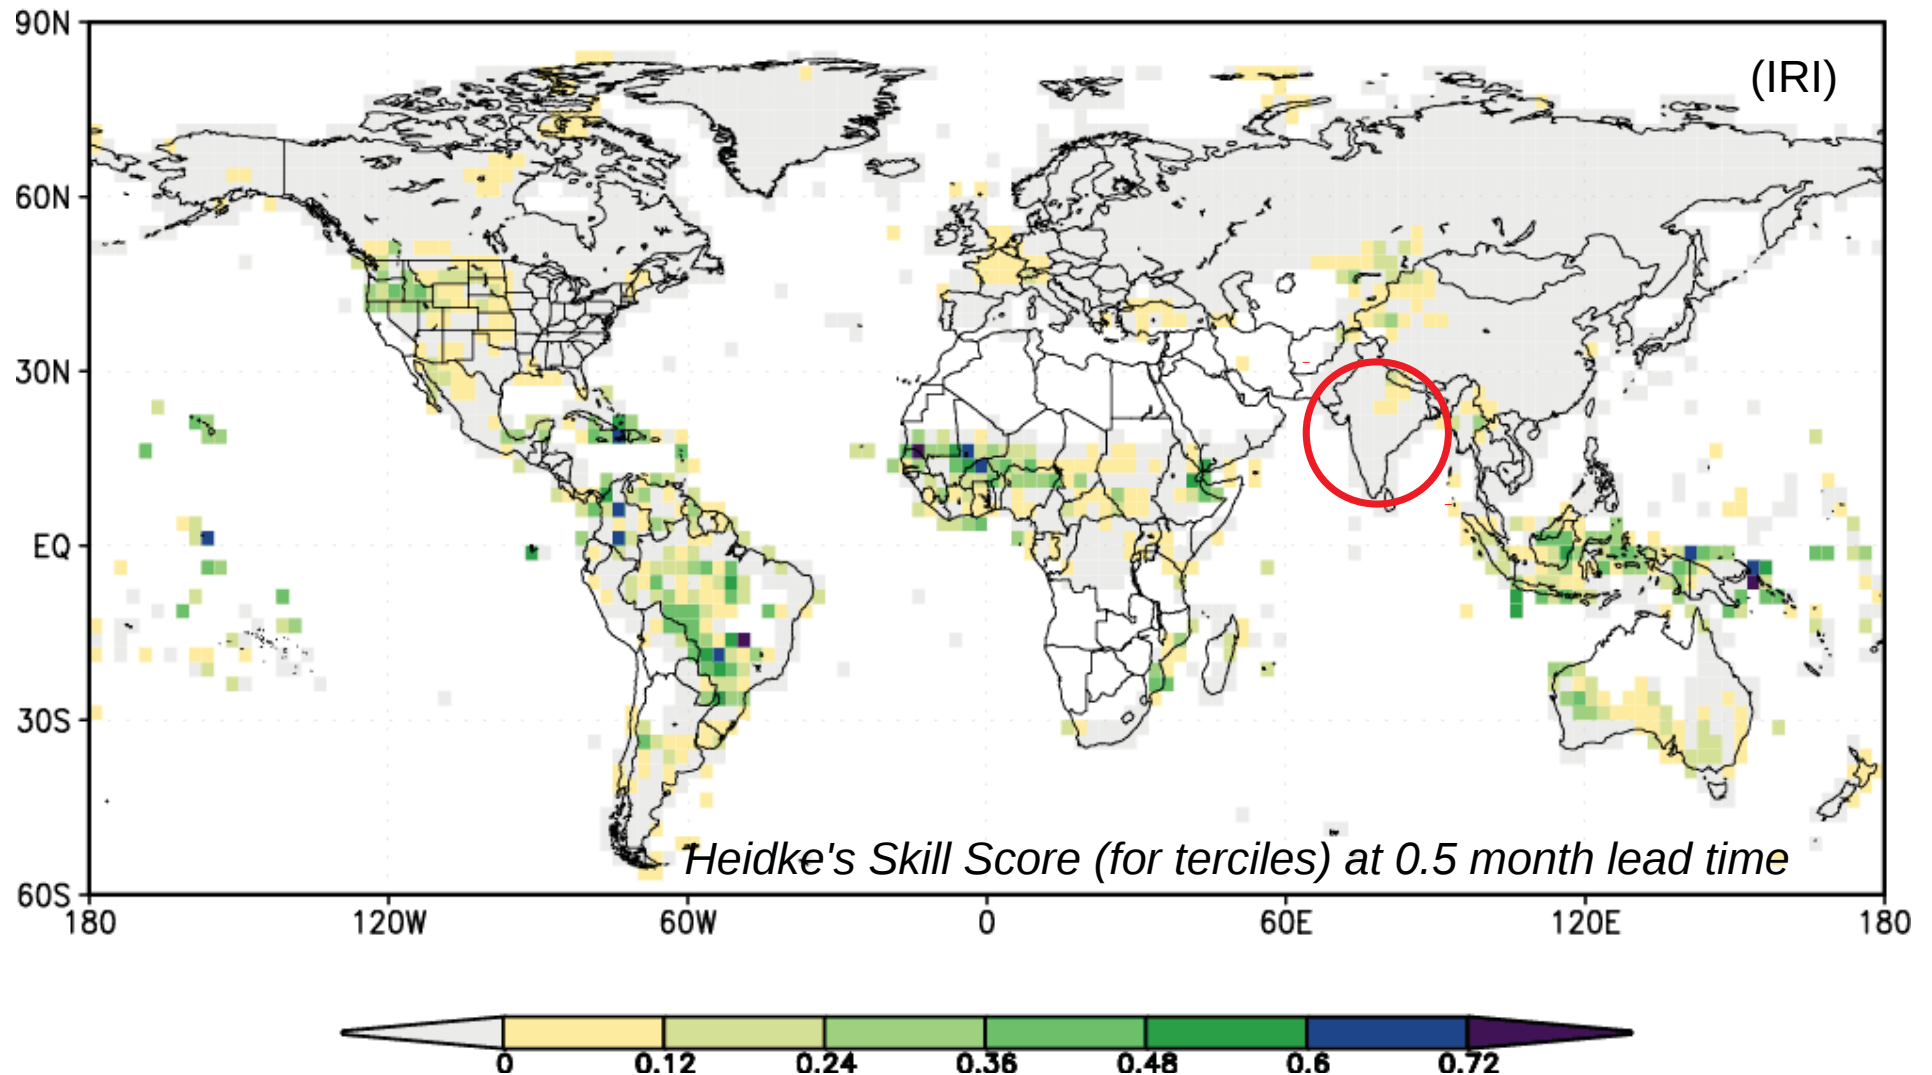 90N
(IRI)
60N
30N
EQ
30S
Heidke's Skill Score (for terciles) at 0.5 month lead time
60S
180 120W 60W 0 60E 120E 180
0 0.12 0.24 0.36 0.48 0.6 0.72